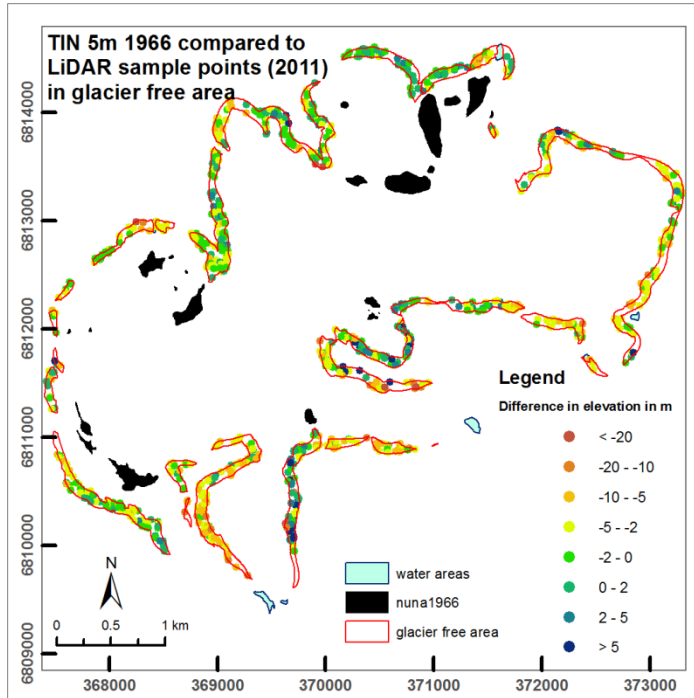 TIN 5m 1966 compared to
LiDAR sample points (2011)
in glacier free area
6814000
6813000
6812000
6811000
6810000
6809000
Legend
Difference in elevation in m
< -20
-20 - -10
-10 - -5
-5 - -2
-2 - 0
0 - 2
2 - 5
> 5
water areas
nuna1966
glacier free area
N
0 0.5 1 km
368000 369000 370000 371000 372000 373000